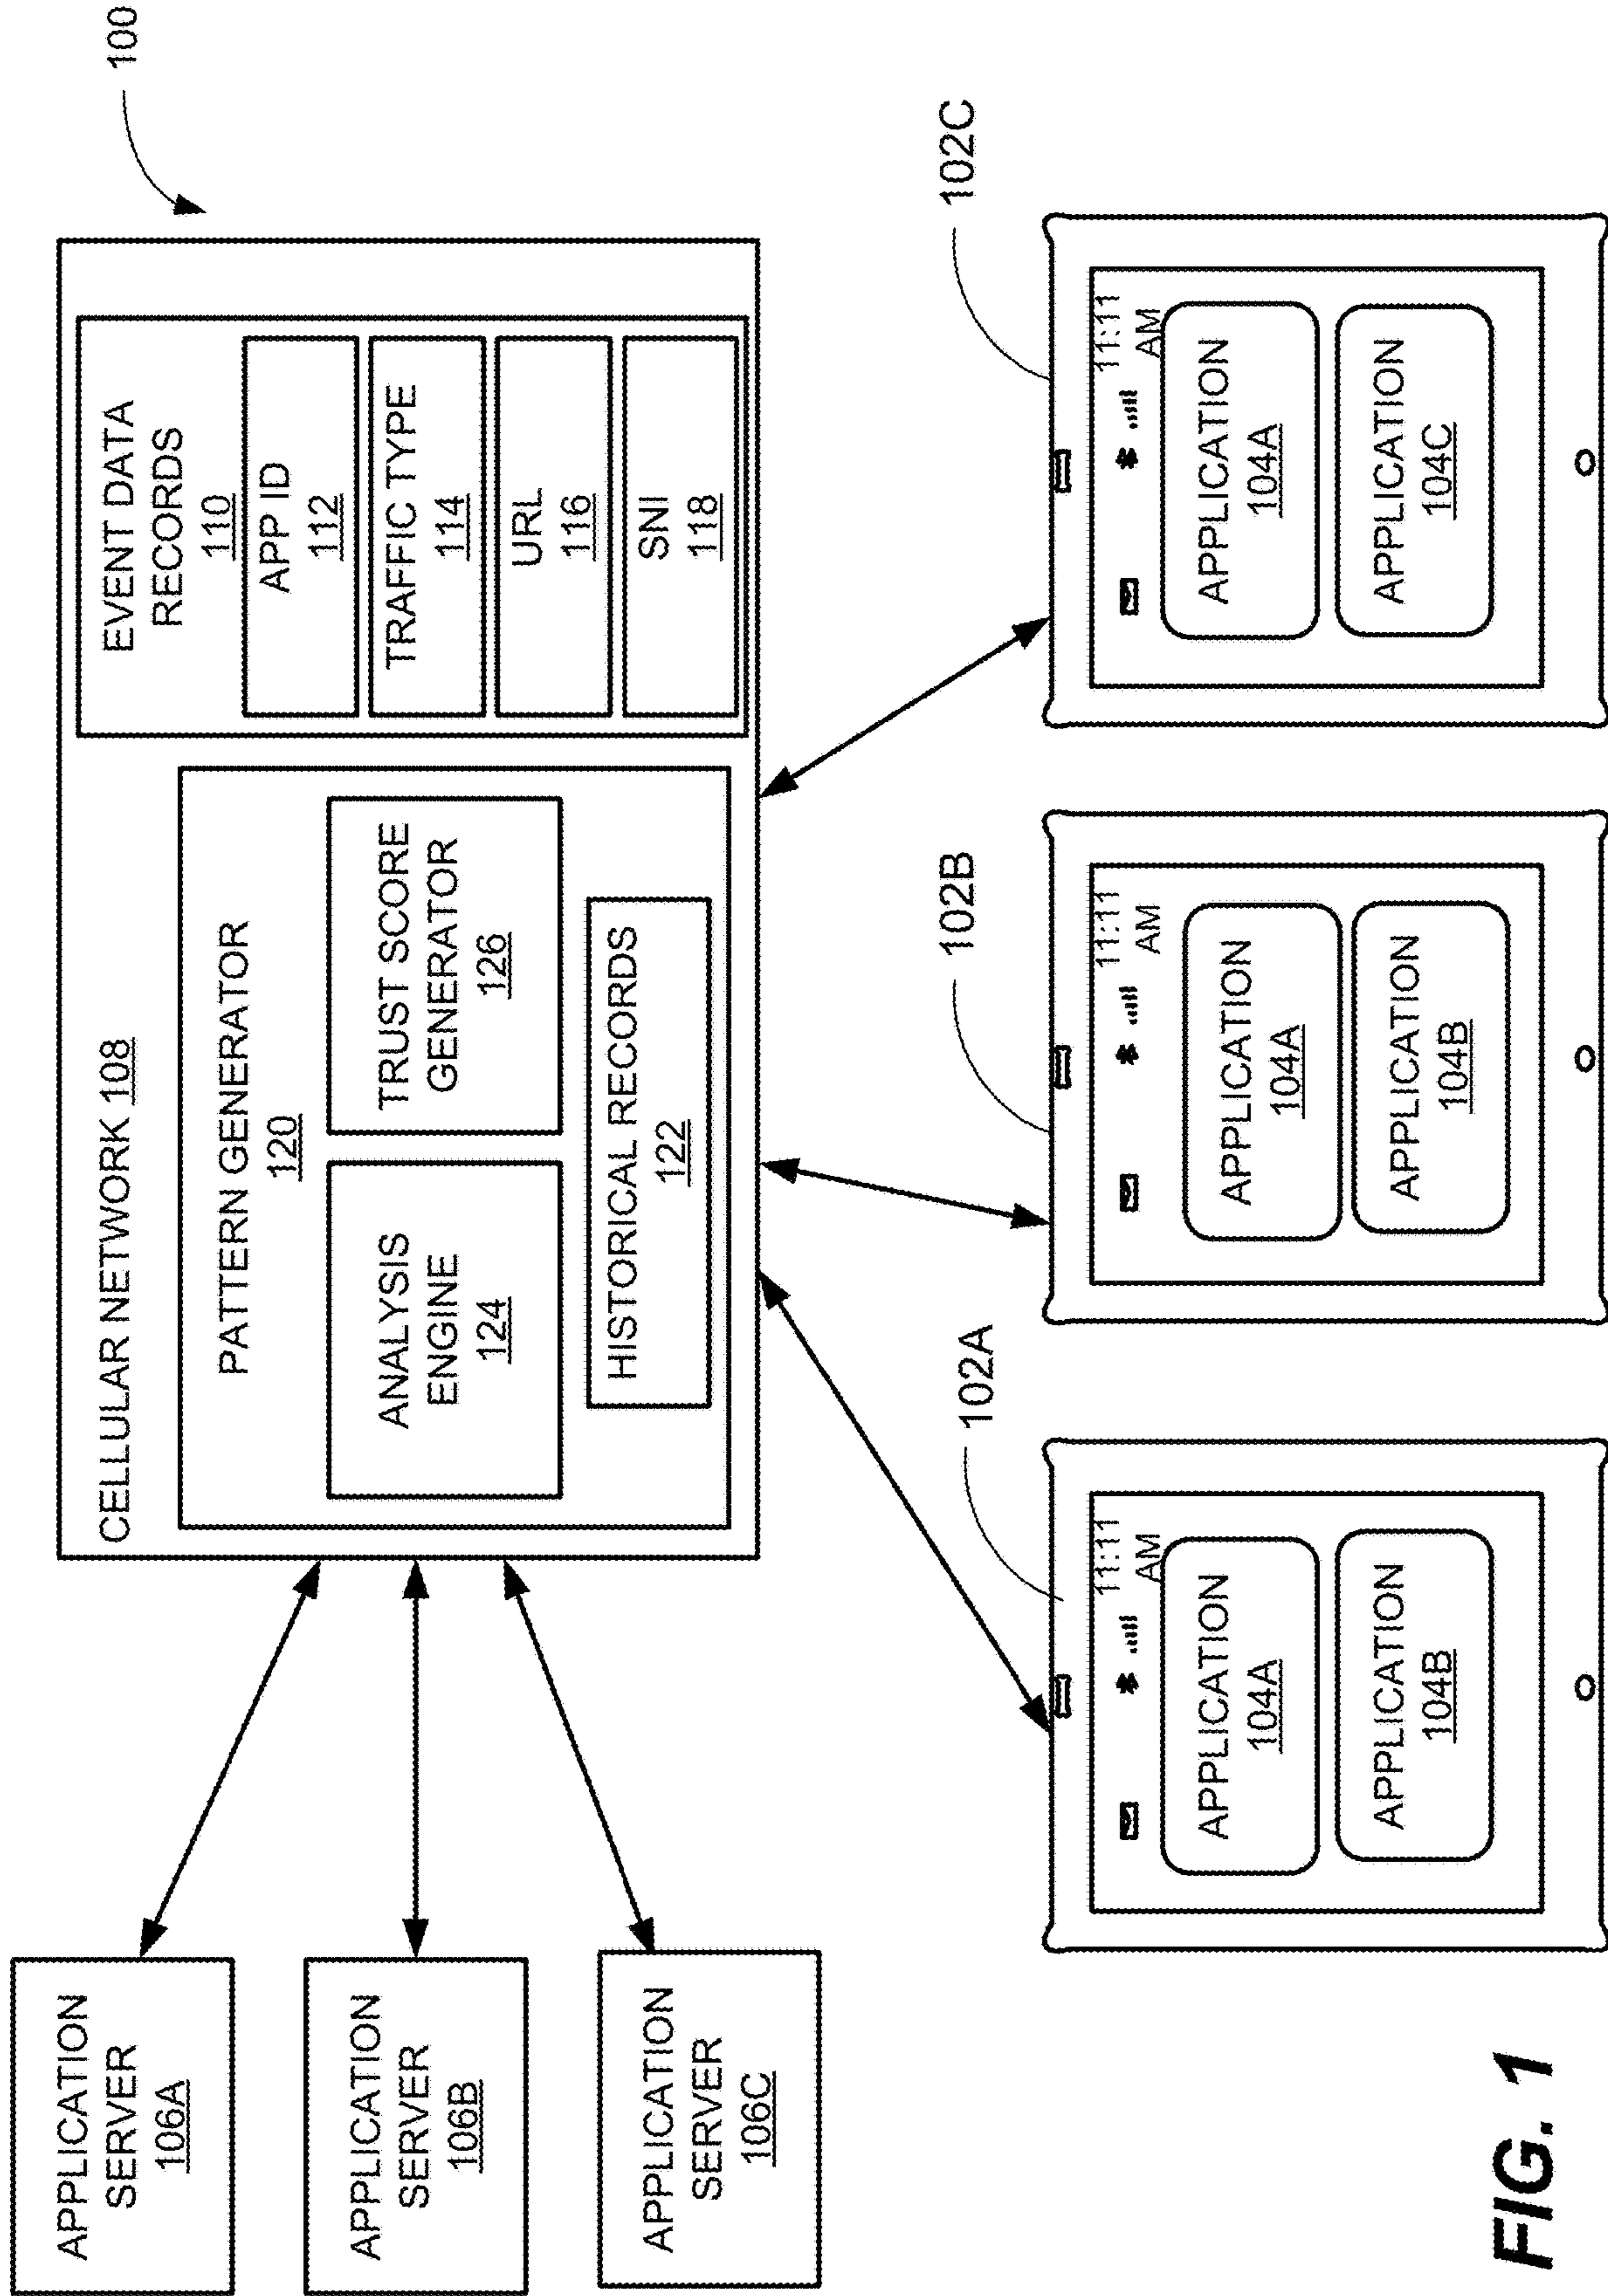 100
CELLULAR NETWORK 108
PATTERN GENERATOR
120
ANALYSIS
ENGINE
124
TRUST SCORE
GENERATOR
126
HISTORICAL RECORDS
122
EVENT DATA
RECORDS
110
APP ID
112
TRAFFIC TYPE
114
URL
116
SNI
118
APPLICATION
SERVER
106A
APPLICATION
SERVER
106B
APPLICATION
SERVER
106C
102A
11:11
AM
APPLICATION
104A
APPLICATION
104B
102B
11:11
AM
APPLICATION
104A
APPLICATION
104B
102C
11:11
AM
APPLICATION
104A
APPLICATION
104C
FIG. 1